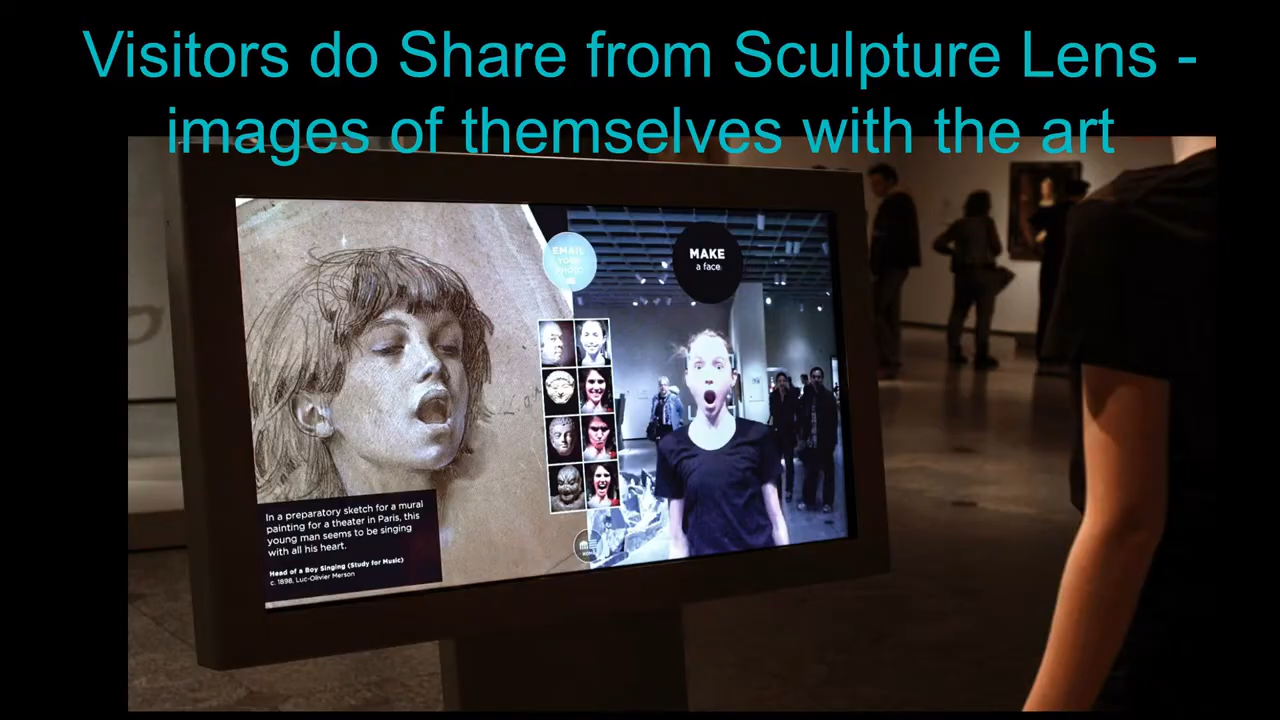 Visitors do Share from Sculpture Lens -
images of themselves with the art
EMAIL
YOUR
PHOTO
MAKE
a face
In a preparatory sketch for a mural
painting for a theater in Paris, this
young man seems to be singing
with all his heart.
Head of a Boy Singing (Study for Music)
c. 1898, Luc-Olivier Merson